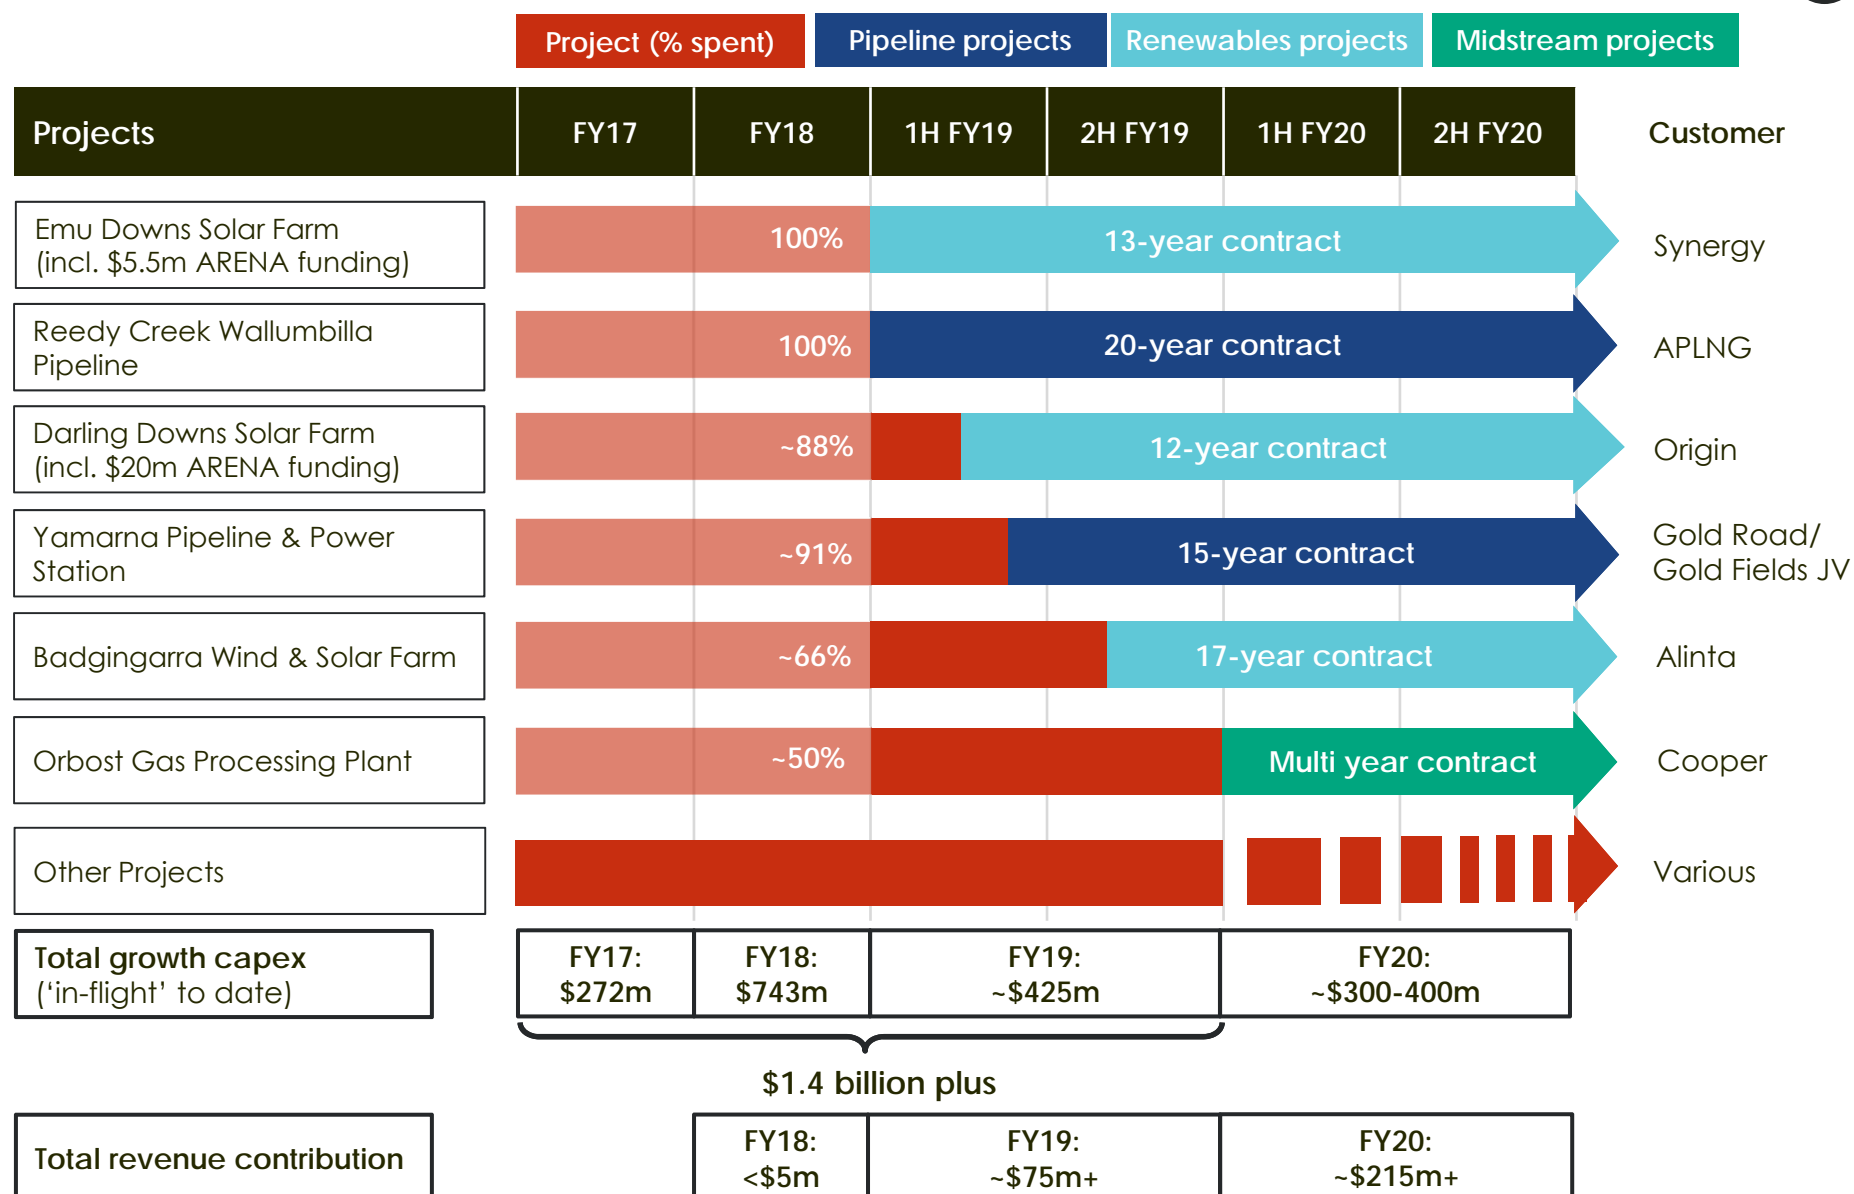 Project (% spent)
Pipeline projects
Renewables projects
Midstream projects
Projects
FY17
FY18
1H FY19
2H FY19
1H FY20
2H FY20
Customer
Emu Downs Solar Farm
(incl. $5.5m ARENA funding)
100%
13-year contract
Synergy
Reedy Creek Wallumbilla
Pipeline
100%
20-year contract
APLNG
Darling Downs Solar Farm
(incl. $20m ARENA funding)
~88%
12-year contract
Origin
Yamarna Pipeline & Power
Station
~91%
15-year contract
Gold Road/
Gold Fields JV
Badgingarra Wind & Solar Farm
~66%
17-year contract
Alinta
Orbost Gas Processing Plant
~50%
Multi year contract
Cooper
Other Projects
Various
Total growth capex
(‘in-flight’ to date)
FY17:
$272m
FY18:
$743m
FY19:
~$425m
FY20:
~$300-400m
$1.4 billion plus
Total revenue contribution
FY18:
<$5m
FY19:
~$75m+
FY20:
~$215m+